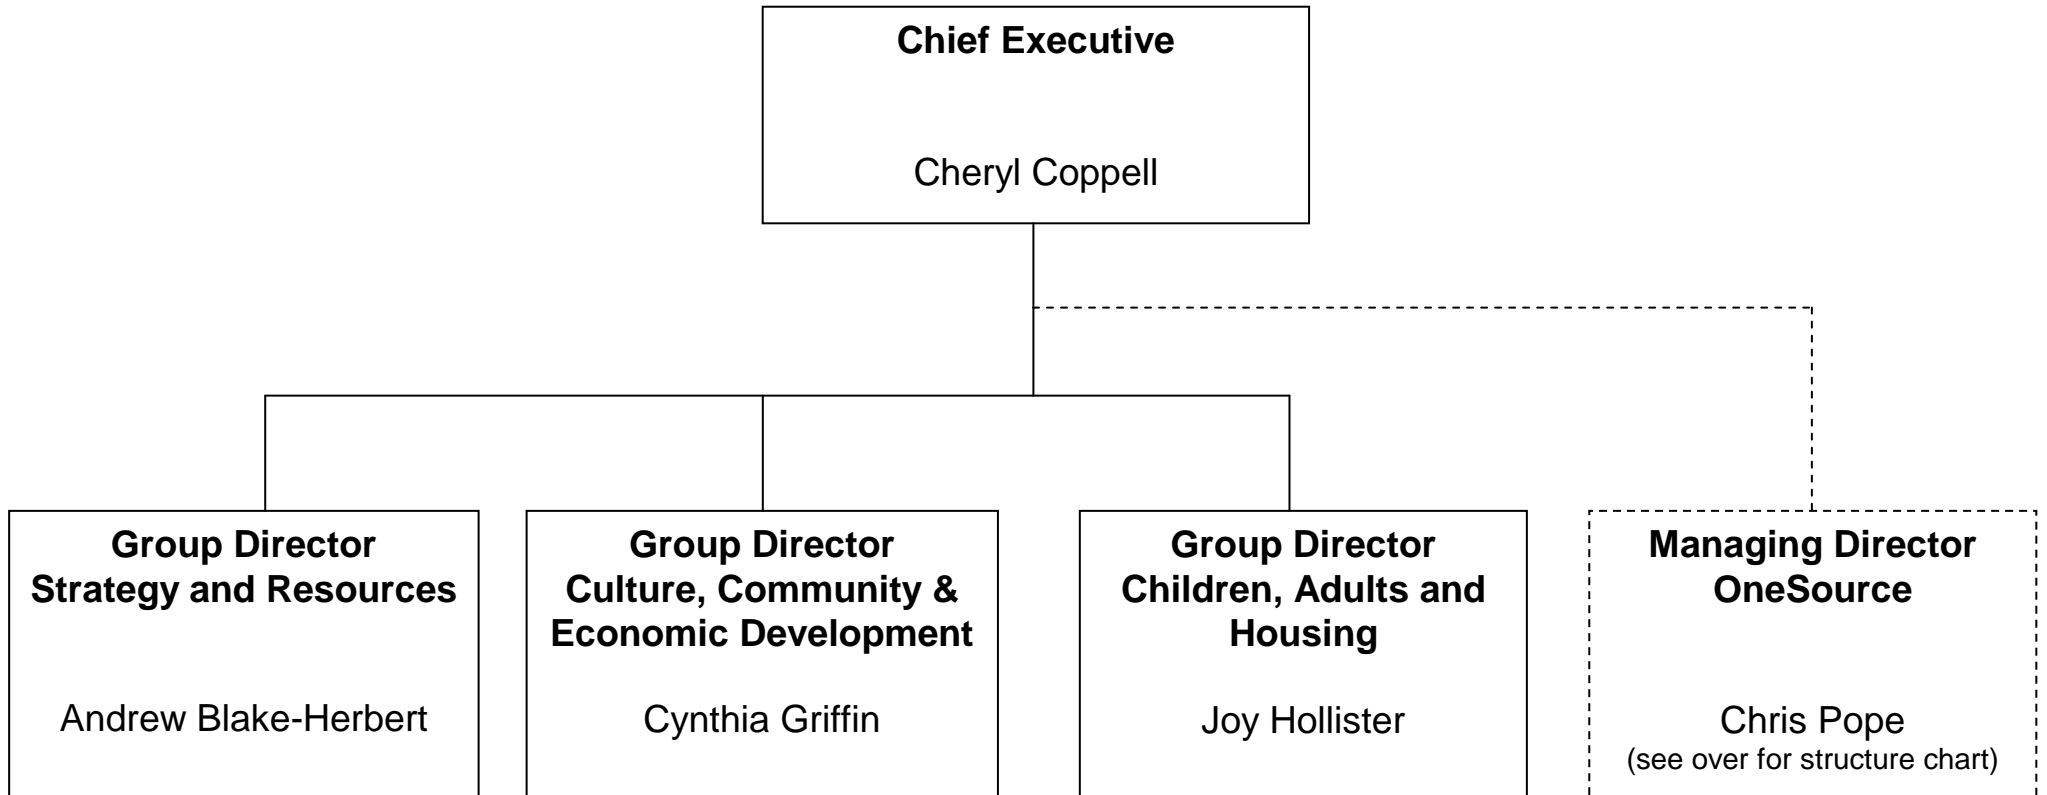 Chief Executive
Cheryl Coppell
Group Director
Strategy and Resources
Andrew Blake-Herbert
Group Director
Culture, Community &
Economic Development
Cynthia Griffin
Group Director
Children, Adults and
Housing
Joy Hollister
Managing Director
OneSource
Chris Pope
(see over for structure chart)